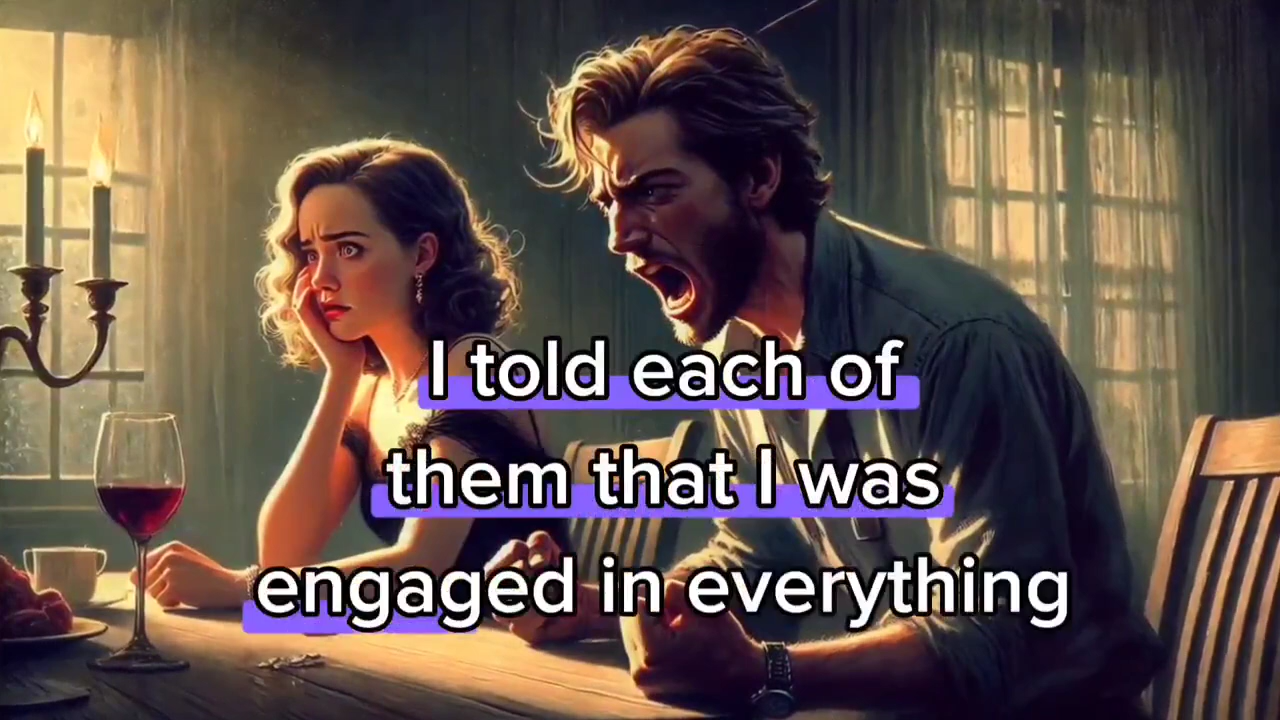 I told each of
them that I was
engaged in everything